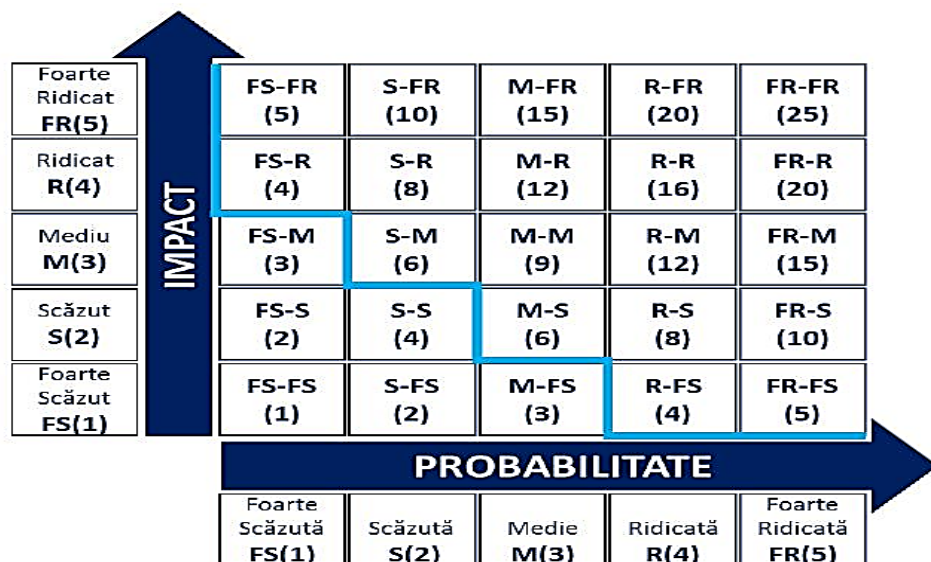 Foarte
Ridicat
FR(5)
FS-FR
(5)
S-FR
(10)
M-FR
(15)
R-FR
(20)
FR-FR
(25)
Ridicat
R(4)
FS-R
(4)
S-R
(8)
M-R
(12)
R-R
(16)
FR-R
(20)
Mediu
M(3)
FS-M
(3)
S-M
(6)
M-M
(9)
R-M
(12)
FR-M
(15)
Scăzut
S(2)
FS-S
(2)
S-S
(4)
M-S
(6)
R-S
(8)
FR-S
(10)
Foarte
Scăzut
FS(1)
FS-FS
(1)
S-FS
(2)
M-FS
(3)
R-FS
(4)
FR-FS
(5)
IMPACT
PROBABILITATE
Foarte
Scăzută
FS(1)
Scăzută
S(2)
Medie
M(3)
Ridicată
R(4)
Foarte
Ridicată
FR(5)